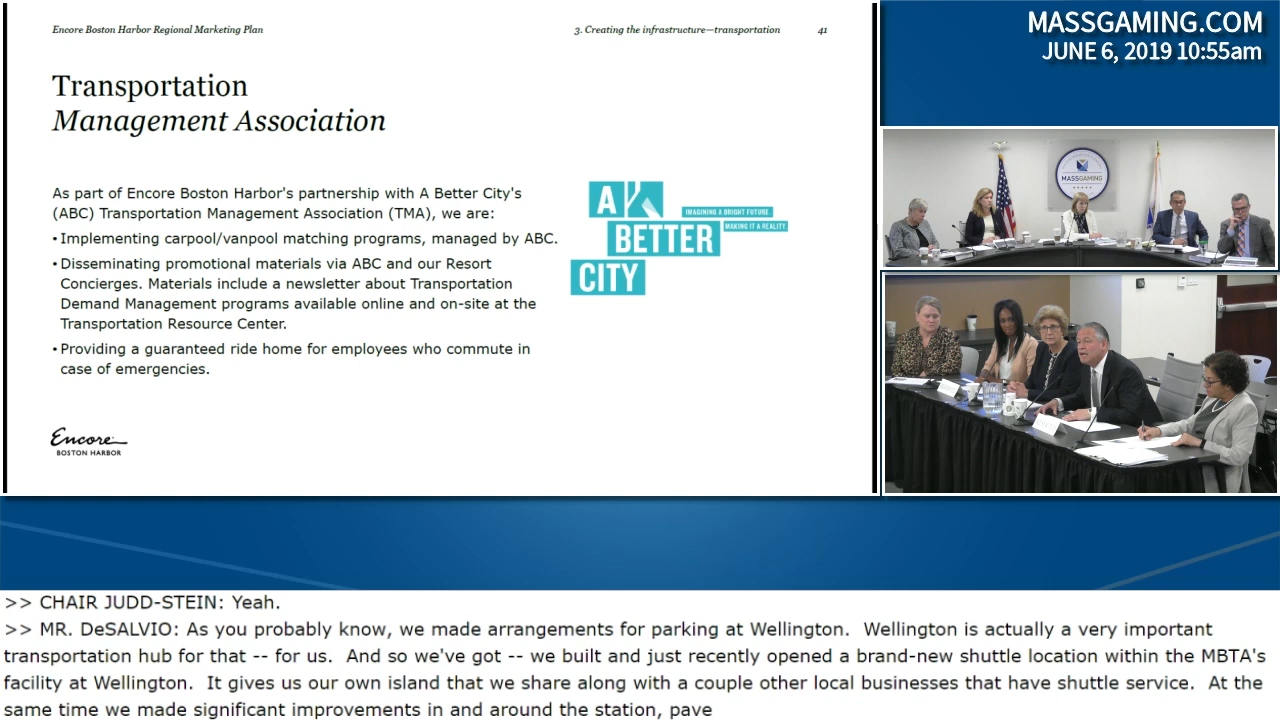 Encore Boston Harbor Regional Marketing Plan
3. Creating the infrastructure—transportation
41
Transportation
Management Association
As part of Encore Boston Harbor's partnership with A Better City's
(ABC) Transportation Management Association (TMA), we are:
•Implementing carpool/vanpool matching programs, managed by ABC.
•Disseminating promotional materials via ABC and our Resort
Concierges. Materials include a newsletter about Transportation
Demand Management programs available online and on-site at the
Transportation Resource Center.
•Providing a guaranteed ride home for employees who commute in
case of emergencies.
A
BETTER
CITY
IMAGINING A BRIGHT FUTURE
MAKING IT A REALITY
Encore
BOSTON HARBOR
MASSGAMING.COM
JUNE 6, 2019 10:55am
MASSGAMING
>> CHAIR JUDD-STEIN: Yeah.
>> MR. DeSALVIO: As you probably know, we made arrangements for parking at Wellington.  Wellington is actually a very important
transportation hub for that -- for us.  And so we've got -- we built and just recently opened a brand-new shuttle location within the MBTA's
facility at Wellington.  It gives us our own island that we share along with a couple other local businesses that have shuttle service.  At the
same time we made significant improvements in and around the station, pave